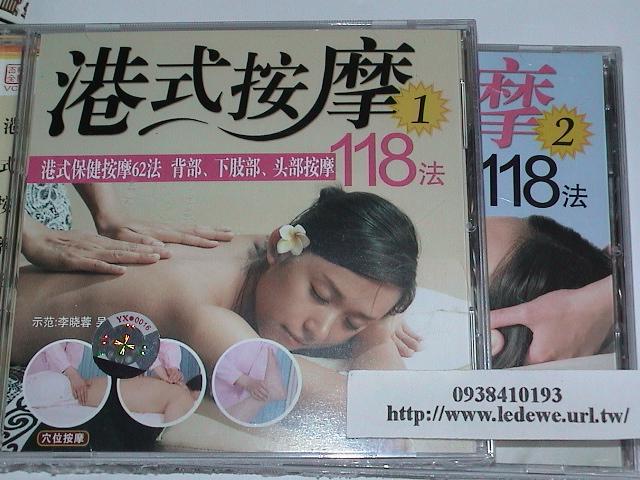 港式按摩
1
118法
港式保健按摩62法 背部、下肢部、头部按摩
YX●0016
示范:李晓蓉
穴位按摩
摩
2
118法
0938410193
http://www.ledewe.url.tw/